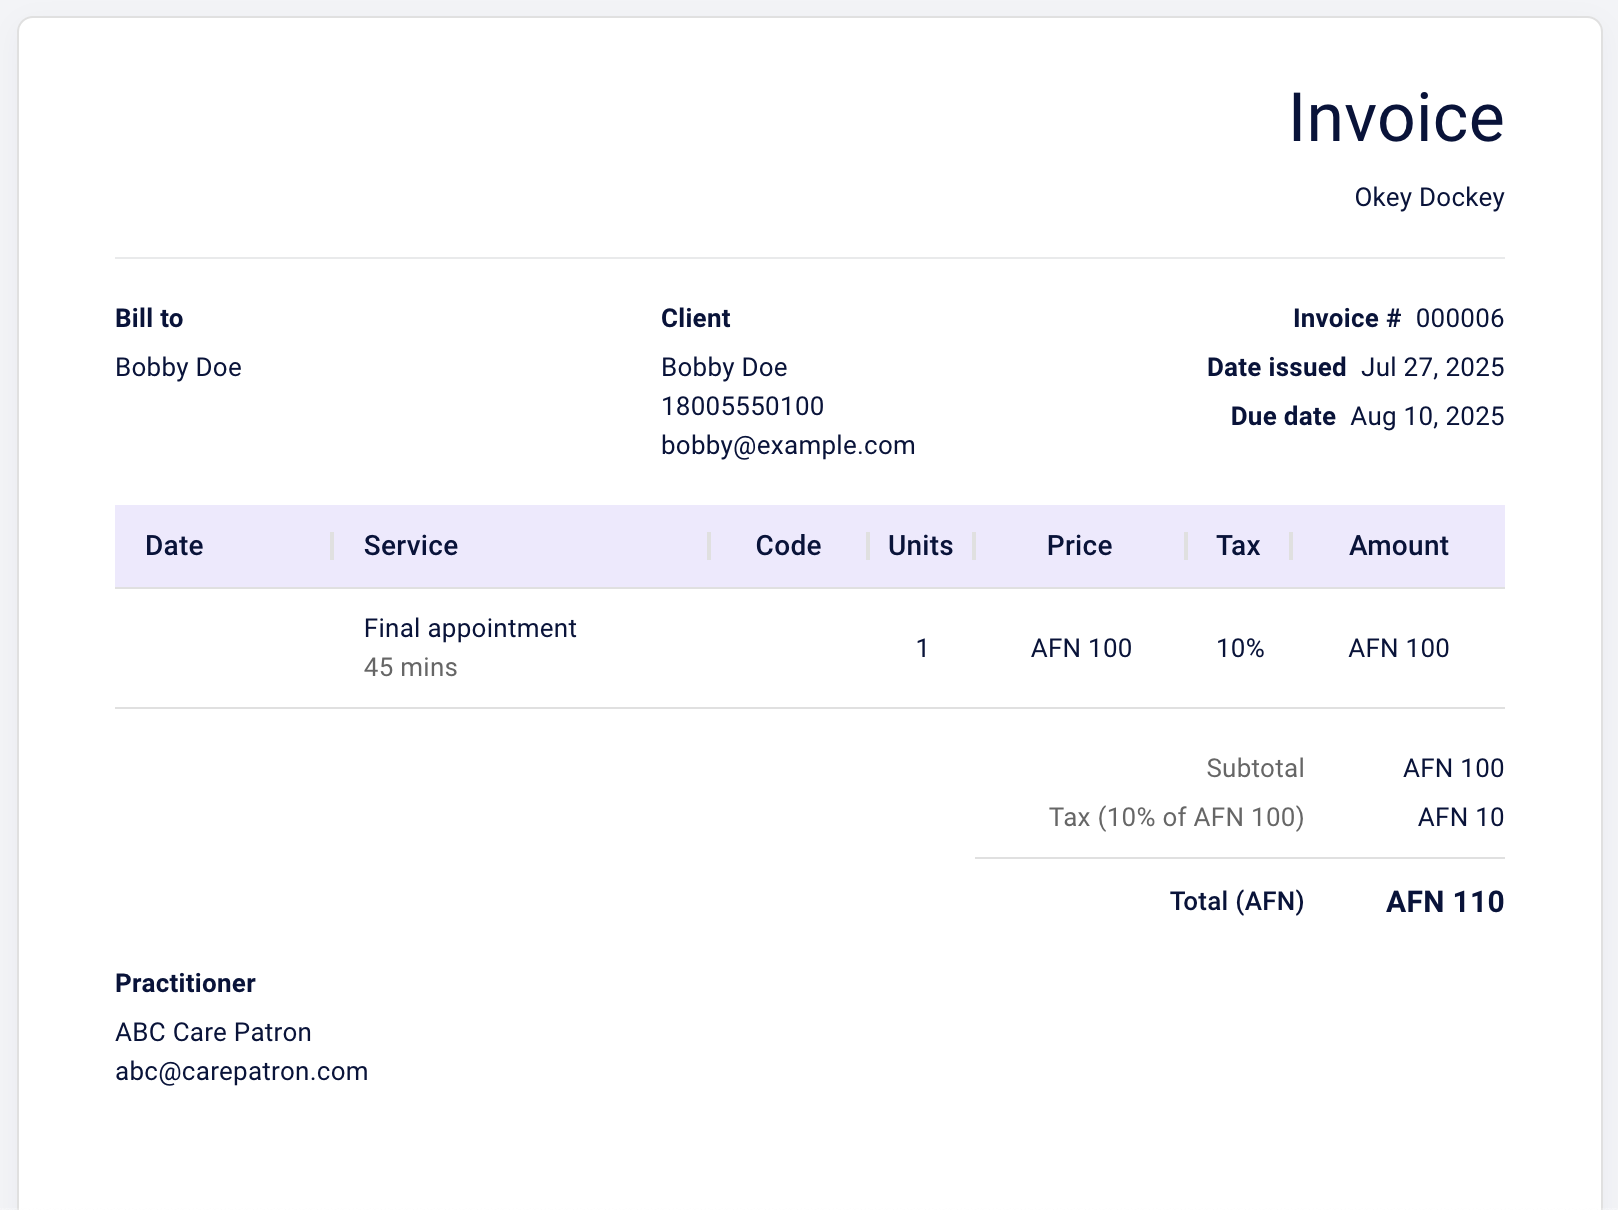 Invoice
Okey Dockey
Bill to
Bobby Doe
Client
Bobby Doe
18005550100
bobby@example.com
Invoice # 000006
Date issued Jul 27, 2025
Due date Aug 10, 2025
Date Service Code Units Price Tax Amount
Final appointment
45 mins
1 AFN 100 10% AFN 100
Subtotal AFN 100
Tax (10% of AFN 100) AFN 10
Total (AFN) AFN 110
Practitioner
ABC Care Patron
abc@carepatron.com